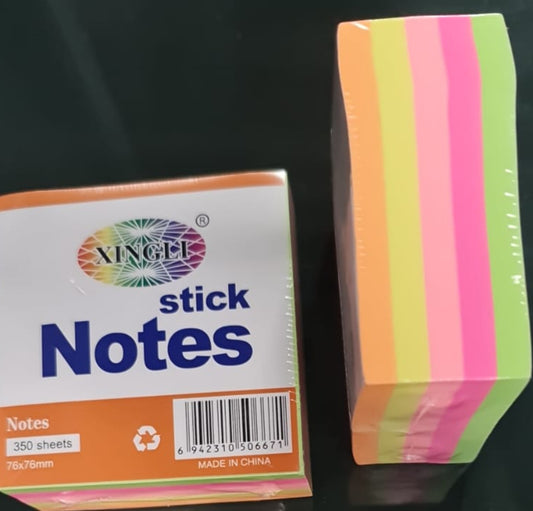 XINGLI ®
stick
Notes
Notes
350 sheets
76x76mm
6 942310 506671
MADE IN CHINA